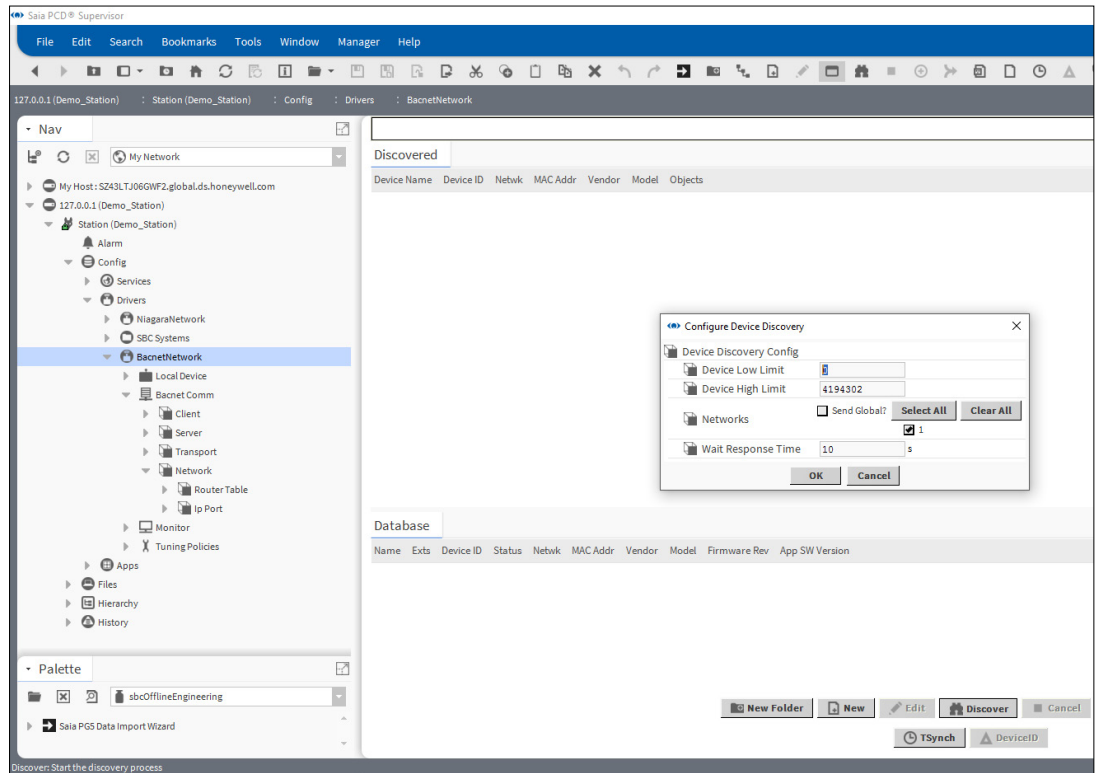 Saia PCD® Supervisor
File Edit Search Bookmarks Tools Window Manager Help
127.0.0.1 (Demo_Station) : Station (Demo_Station) : Config : Drivers : BacnetNetwork
Nav
My Network
My Host : SZ43LTJ06GWF2.global.ds.honeywell.com
127.0.0.1 (Demo_Station)
Station (Demo_Station)
Alarm
Config
Services
Drivers
NiagaraNetwork
SBC Systems
BacnetNetwork
Local Device
Bacnet Comm
Client
Server
Transport
Network
Router Table
Ip Port
Monitor
Tuning Policies
Apps
Files
Hierarchy
History
Palette
sbcOfflineEngineering
Saia PG5 Data Import Wizard
Discovered
Device Name Device ID Netwk MAC Addr Vendor Model Objects
Configure Device Discovery
Device Discovery Config
Device Low Limit 0
Device High Limit 4194302
Networks Send Global? Select All Clear All
1
Wait Response Time 10 s
OK Cancel
Database
Name Exts Device ID Status Netwk MAC Addr Vendor Model Firmware Rev App SW Version
New Folder New Edit Discover Cancel
TSynch DeviceID
Discover: Start the discovery process